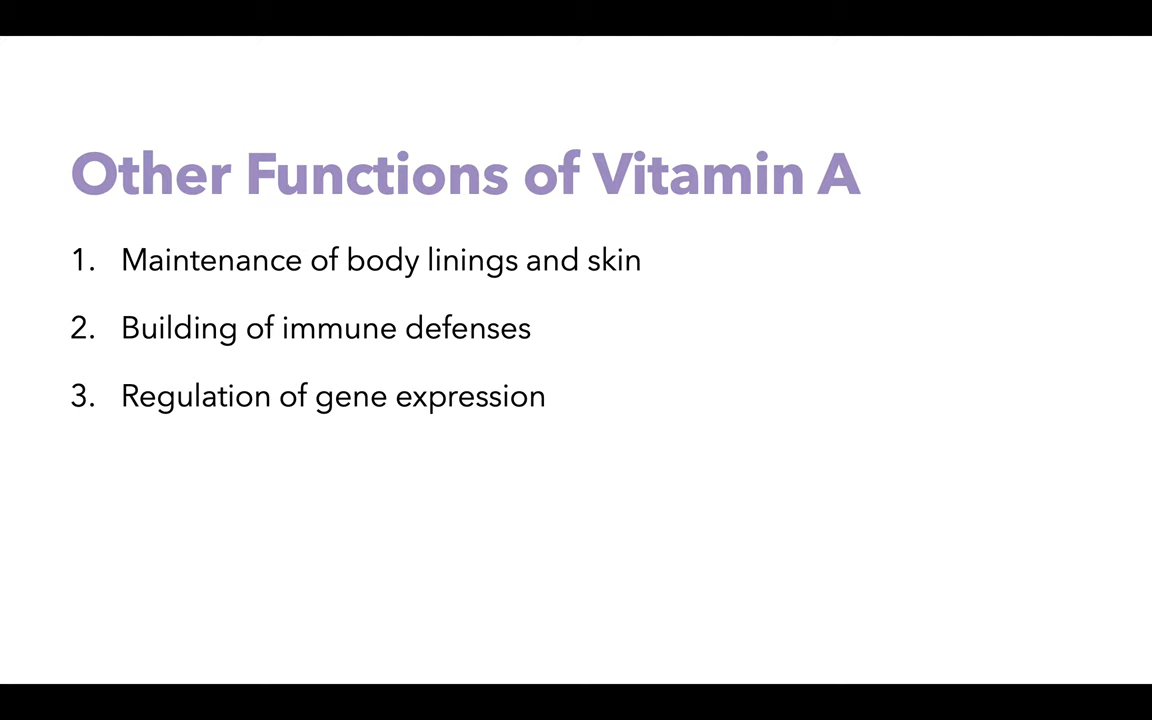 Other Functions of Vitamin A
1. Maintenance of body linings and skin
2. Building of immune defenses
3. Regulation of gene expression